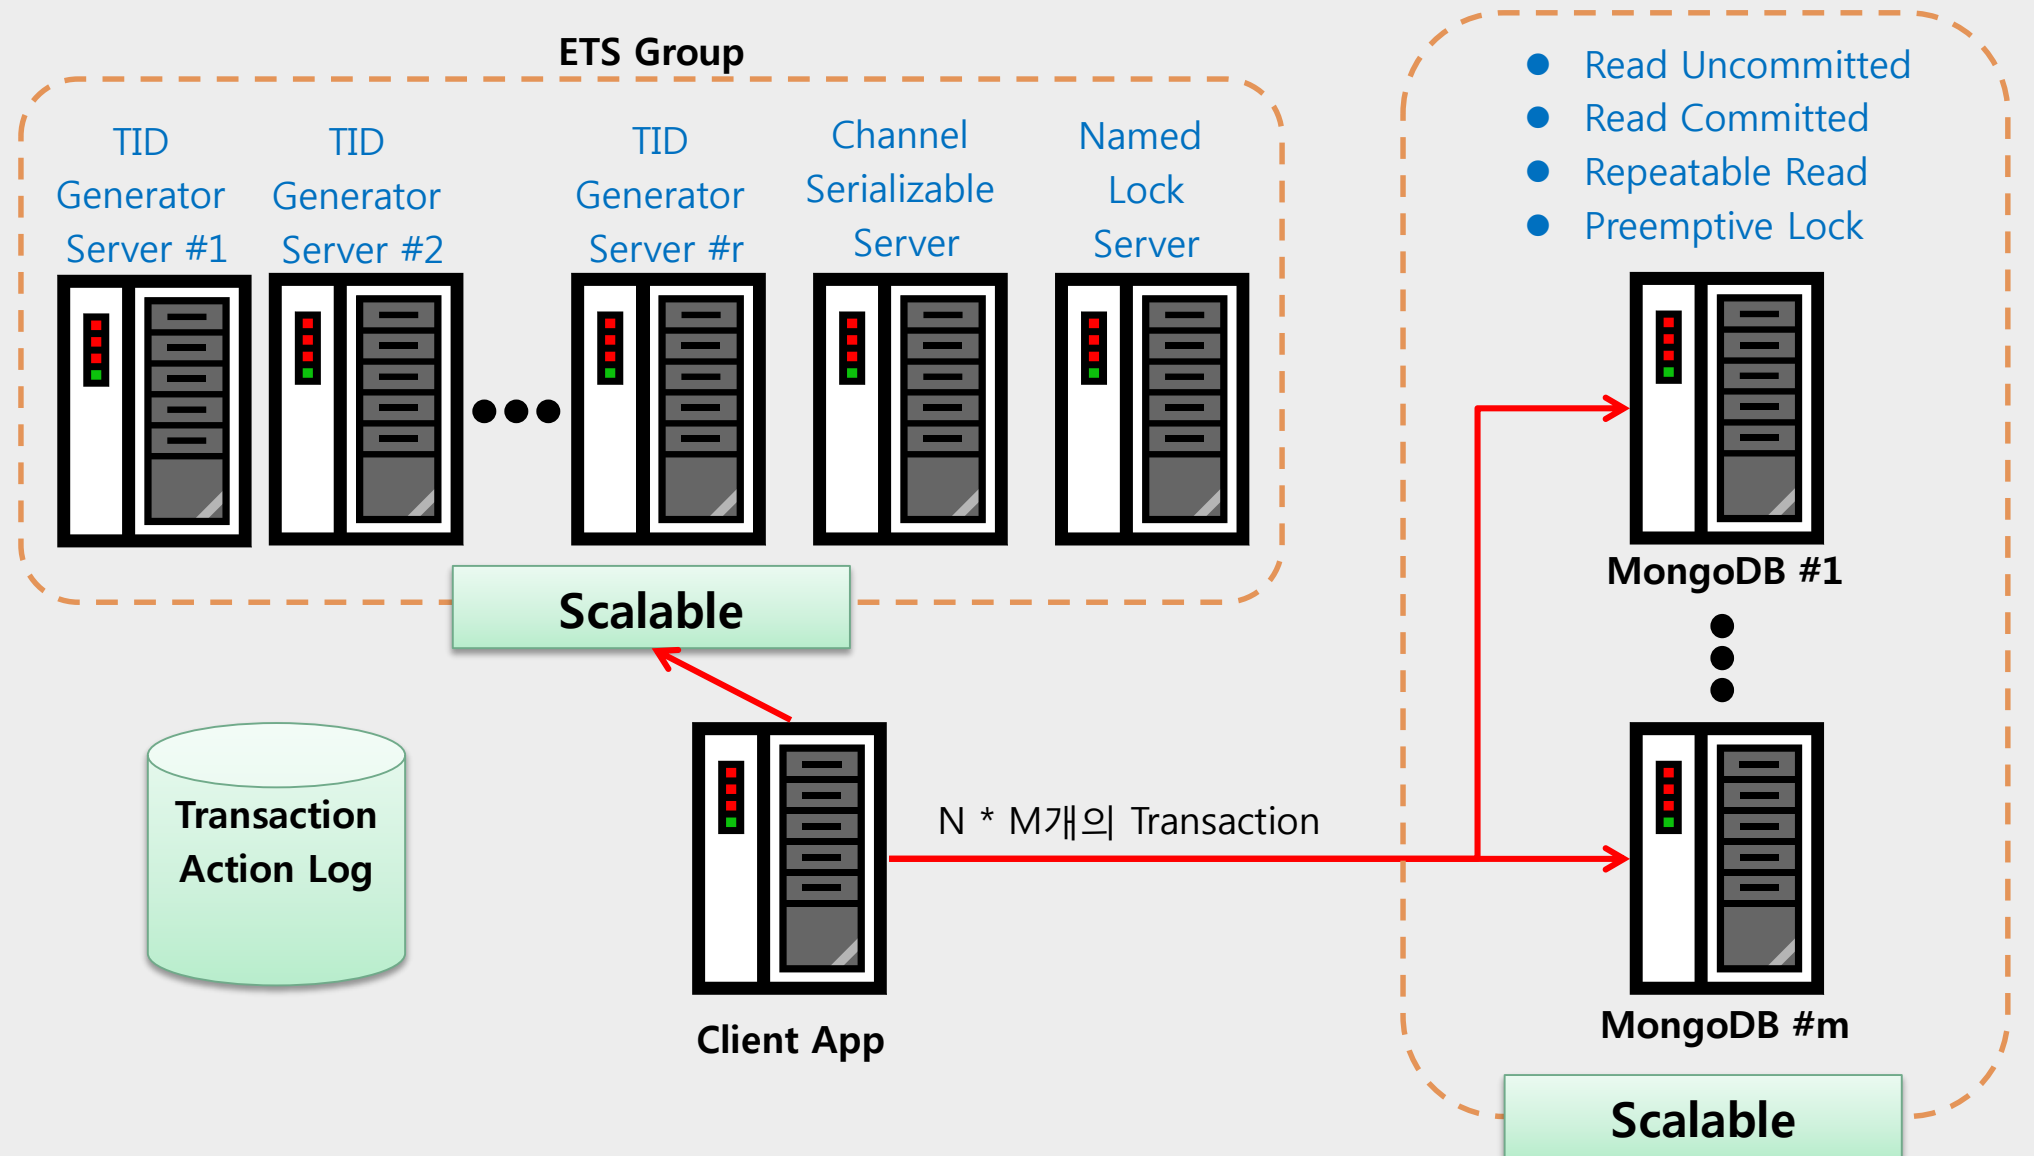 ETS Group
TID
Generator
Server #1
TID
Generator
Server #2
TID
Generator
Server #r
Channel
Serializable
Server
Named
Lock
Server
Scalable
Read Uncommitted
Read Committed
Repeatable Read
Preemptive Lock
MongoDB #1
Transaction
Action Log
N * M개의 Transaction
Client App
MongoDB #m
Scalable